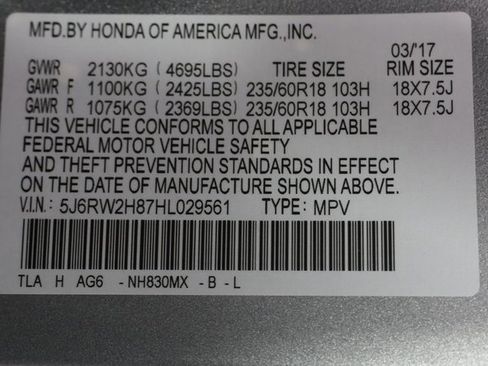 MFD.BY HONDA OF AMERICA MFG.,INC.
03/'17
GVWR 2130KG (4695LBS) TIRE SIZE RIM SIZE
GAWR F 1100KG (2425LBS) 235/60R18 103H 18X7.5J
GAWR R 1075KG (2369LBS) 235/60R18 103H 18X7.5J
THIS VEHICLE CONFORMS TO ALL APPLICABLE
FEDERAL MOTOR VEHICLE SAFETY
AND THEFT PREVENTION STANDARDS IN EFFECT
ON THE DATE OF MANUFACTURE SHOWN ABOVE.
V.I.N.: 5J6RW2H87HL029561 TYPE: MPV
TLA H AG6 -NH830MX -B-L